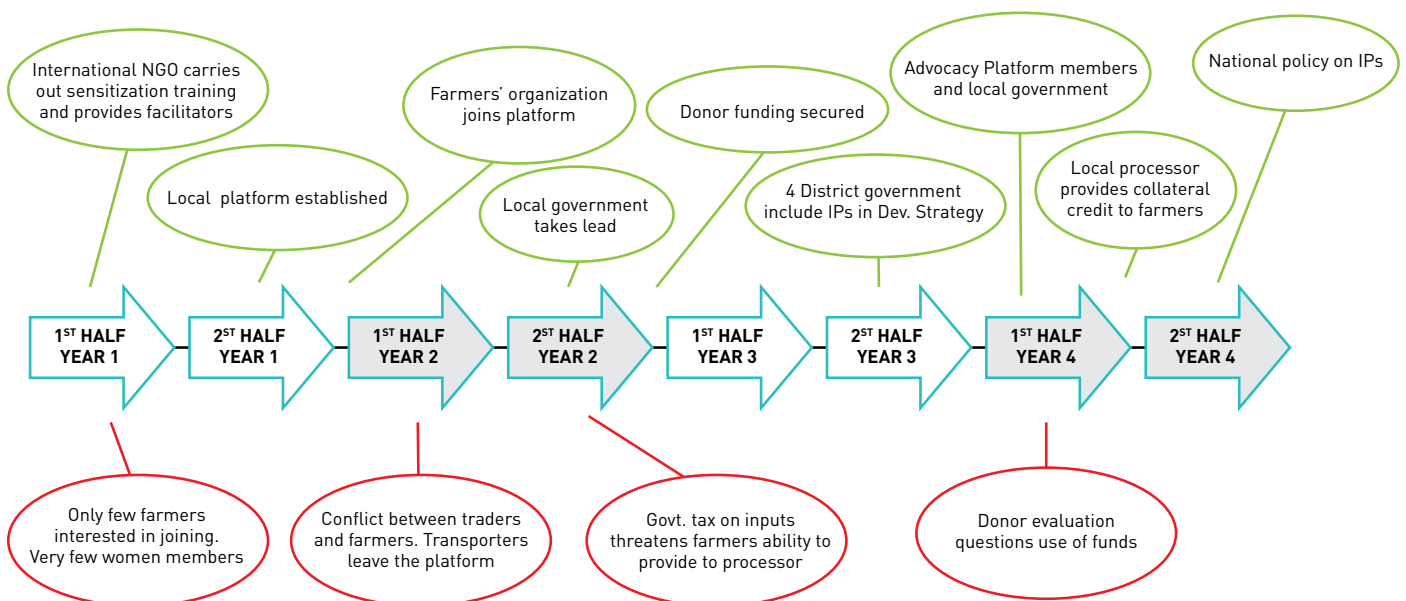 International NGO carries
out sensitization training
and provides facilitators
Local platform established
Farmers' organization
joins platform
Local government
takes lead
Donor funding secured
4 District government
include IPs in Dev. Strategy
Advocacy Platform members
and local government
Local processor
provides collateral
credit to farmers
National policy on IPs
1ST HALF
YEAR 1
2ST HALF
YEAR 1
1ST HALF
YEAR 2
2ST HALF
YEAR 2
1ST HALF
YEAR 3
2ST HALF
YEAR 3
1ST HALF
YEAR 4
2ST HALF
YEAR 4
Only few farmers
interested in joining.
Very few women members
Conflict between traders
and farmers. Transporters
leave the platform
Govt. tax on inputs
threatens farmers ability to
provide to processor
Donor evaluation
questions use of funds